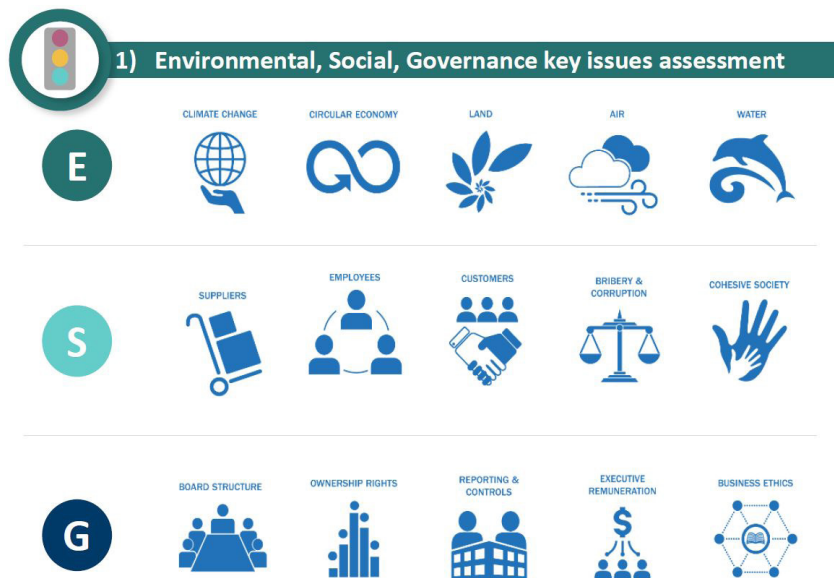 1) Environmental, Social, Governance key issues assessment
E
CLIMATE CHANGE
CIRCULAR ECONOMY
LAND
AIR
WATER
S
SUPPLIERS
EMPLOYEES
CUSTOMERS
BRIBERY &
CORRUPTION
COHESIVE SOCIETY
G
BOARD STRUCTURE
OWNERSHIP RIGHTS
REPORTING &
CONTROLS
EXECUTIVE
REMUNERATION
$
BUSINESS ETHICS